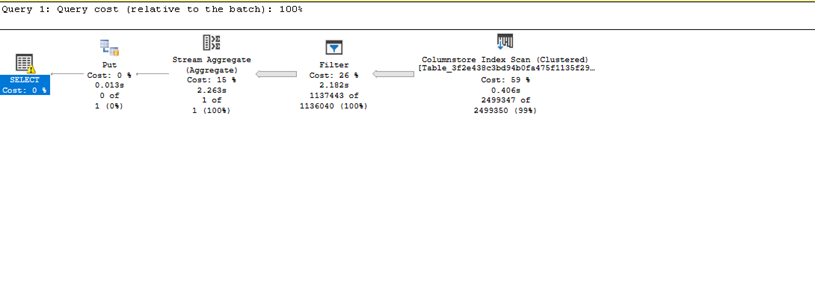 Query 1: Query cost (relative to the batch): 100%
SELECT
Cost: 0 %
Put
Cost: 0 %
0.013s
0 of
1 (0%)
Stream Aggregate
(Aggregate)
Cost: 15 %
2.263s
1 of
1 (100%)
Filter
Cost: 26 %
2.182s
1137443 of
1136040 (100%)
Columnstore Index Scan (Clustered)
[Table_3f2e438c3bd94b0fa475f1135f29…
Cost: 59 %
0.406s
2499347 of
2499350 (99%)